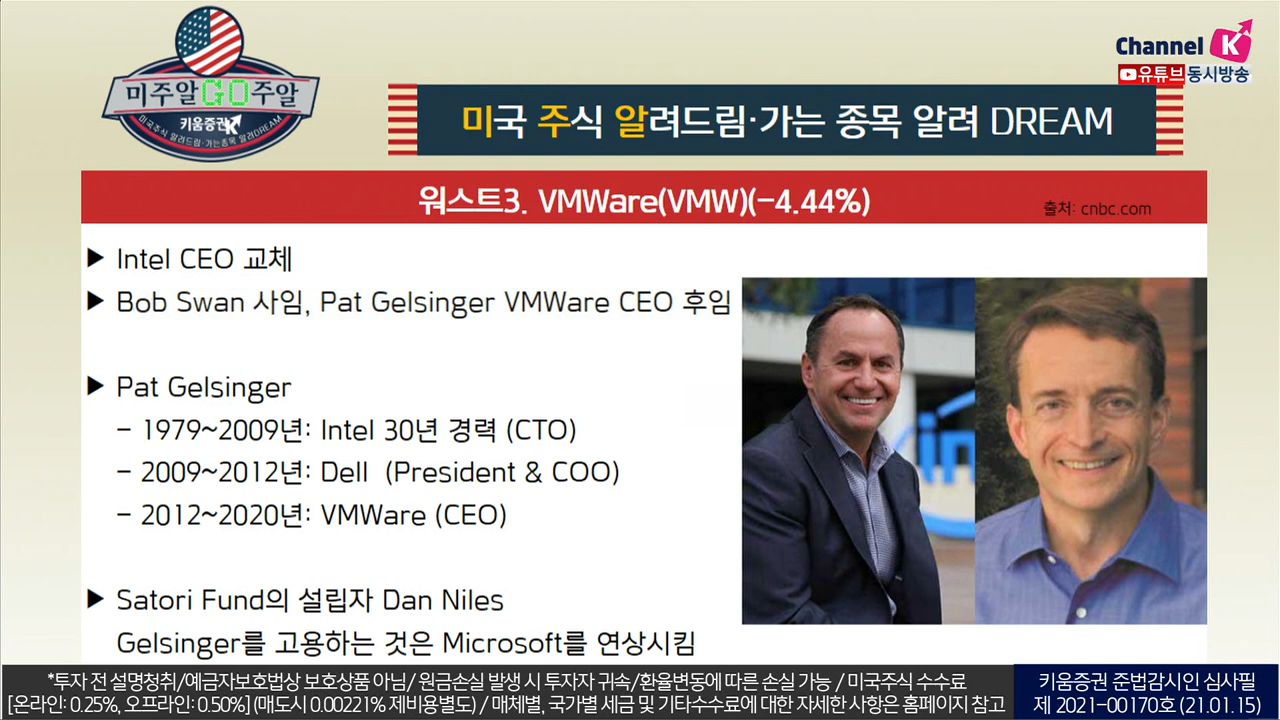 미주알GO주알
키움증권K
미국주식 알려드림·가는종목 알려DREAM
Channel K
유튜브동시방송
미국 주식 알려드림·가는 종목 알려 DREAM
워스트3. VMWare(VMW)(-4.44%)
출처: cnbc.com
▶ Intel CEO 교체
▶ Bob Swan 사임, Pat Gelsinger VMWare CEO 후임
▶ Pat Gelsinger
- 1979~2009년: Intel 30년 경력 (CTO)
- 2009~2012년: Dell (President & COO)
- 2012~2020년: VMWare (CEO)
▶ Satori Fund의 설립자 Dan Niles
Gelsinger를 고용하는 것은 Microsoft를 연상시킴
*투자 전 설명청취/예금자보호법상 보호상품 아님/ 원금손실 발생 시 투자자 귀속/환율변동에 따른 손실 가능 / 미국주식 수수료
[온라인: 0.25%, 오프라인: 0.50%] (매도시 0.00221% 제비용별도) / 매체별, 국가별 세금 및 기타수수료에 대한 자세한 사항은 홈페이지 참고
키움증권 준법감시인 심사필
제 2021-00170호 (21.01.15)